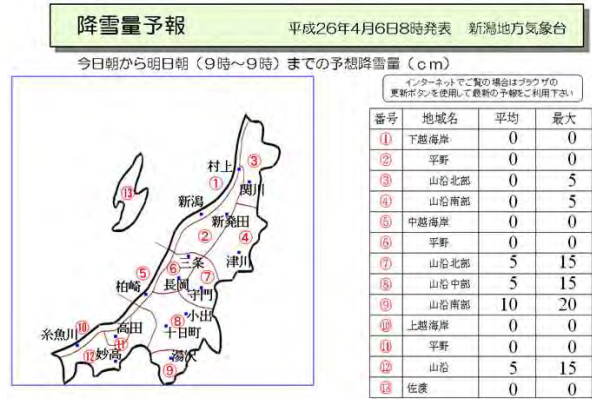 降雪量予報 平成26年4月6日8時発表 新潟地方気象台
今日朝から明日朝（9時～9時）までの予想降雪量（cm）
インターネットでご覧の場合はブラウザの
更新ボタンを使用して最新の予報をご利用下さい
番号 地域名 平均 最大
① 下越海岸 0 0
② 平野 0 0
③ 山沿北部 0 5
④ 山沿南部 0 5
⑤ 中越海岸 0 0
⑥ 平野 0 0
⑦ 山沿北部 5 15
⑧ 山沿中部 5 15
⑨ 山沿南部 10 20
⑩ 上越海岸 0 0
⑪ 平野 0 0
⑫ 山沿 5 15
⑬ 佐渡 0 0
村上 ③
① 関川
⑬
新潟
新発田
② ④
三条 津川
⑤ ⑥ ⑦
柏崎 長岡 守門
小出
⑧
十日町
糸魚川 ⑩ 高田
⑪
⑫ 妙高 湯沢
⑨